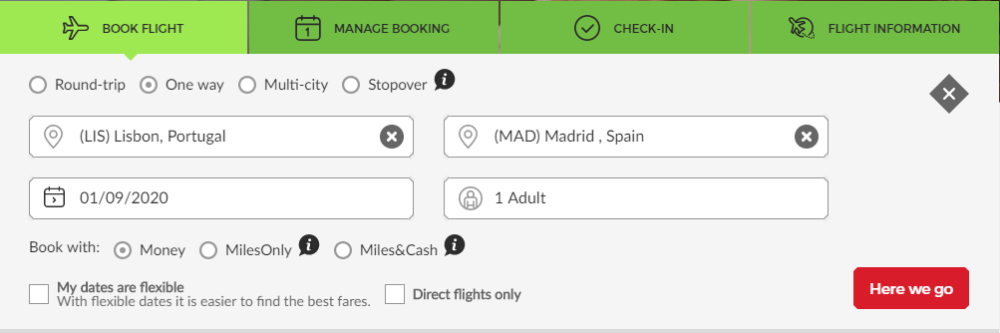 BOOK FLIGHT MANAGE BOOKING CHECK-IN FLIGHT INFORMATION
Round-trip One way Multi-city Stopover i
(LIS) Lisbon, Portugal (MAD) Madrid , Spain
01/09/2020 1 Adult
Book with: Money MilesOnly i Miles&Cash i
My dates are flexible
With flexible dates it is easier to find the best fares.
Direct flights only
Here we go